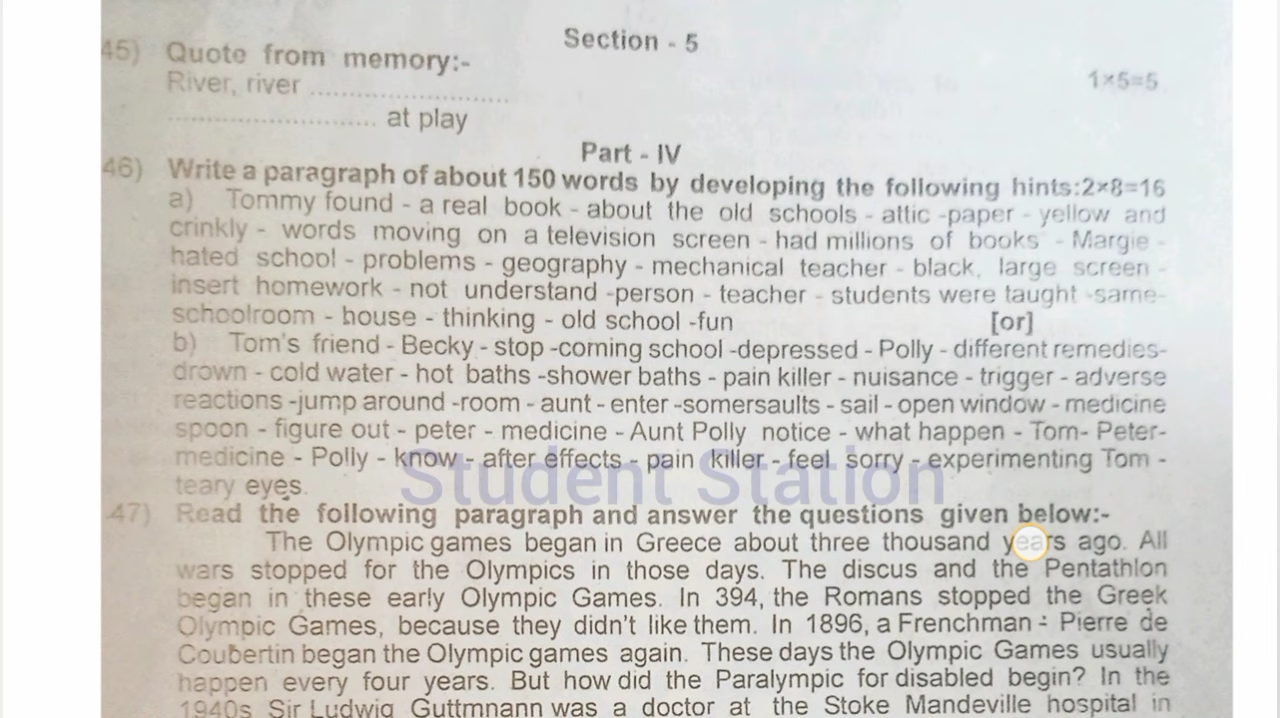 Section - 5
45) Quote from memory:-
1×5=5
River, river ..............................
............................... at play
Part - IV
46) Write a paragraph of about 150 words by developing the following hints:2×8=16
a) Tommy found - a real book - about the old schools - attic -paper - yellow and
crinkly - words moving on a television screen - had millions of books - Margie -
hated school - problems - geography - mechanical teacher - black, large screen -
insert homework - not understand -person - teacher - students were taught -same-
schoolroom - house - thinking - old school -fun [or]
b) Tom's friend - Becky - stop -coming school -depressed - Polly - different remedies-
drown - cold water - hot baths -shower baths - pain killer - nuisance - trigger - adverse
reactions -jump around -room - aunt - enter -somersaults - sail - open window - medicine
spoon - figure out - peter - medicine - Aunt Polly notice - what happen - Tom- Peter-
medicine - Polly - know - after effects - pain killer - feel sorry - experimenting Tom -
teary eyes.
Student Station
47) Read the following paragraph and answer the questions given below:-
The Olympic games began in Greece about three thousand years ago. All
wars stopped for the Olympics in those days. The discus and the Pentathlon
began in these early Olympic Games. In 394, the Romans stopped the Greek
Olympic Games, because they didn't like them. In 1896, a Frenchman - Pierre de
Coubertin began the Olympic games again. These days the Olympic Games usually
happen every four years. But how did the Paralympic for disabled begin? In the
1940s Sir Ludwig Guttmnann was a doctor at the Stoke Mandeville hospital in